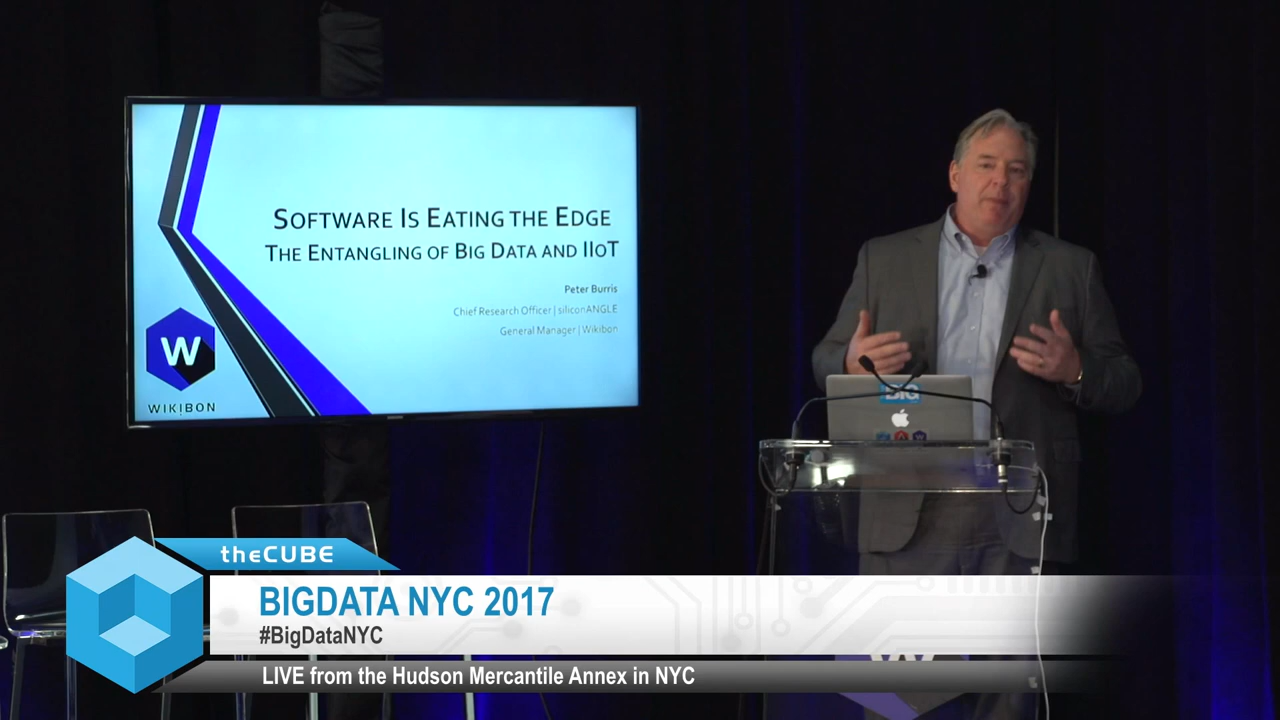 SOFTWARE IS EATING THE EDGE
THE ENTANGLING OF BIG DATA AND IIOT
Peter Burris
Chief Research Officer | siliconANGLE
General Manager | Wikibon
W
WIKIBON
BIG
theCUBE
BIGDATA NYC 2017
#BigDataNYC
LIVE from the Hudson Mercantile Annex in NYC